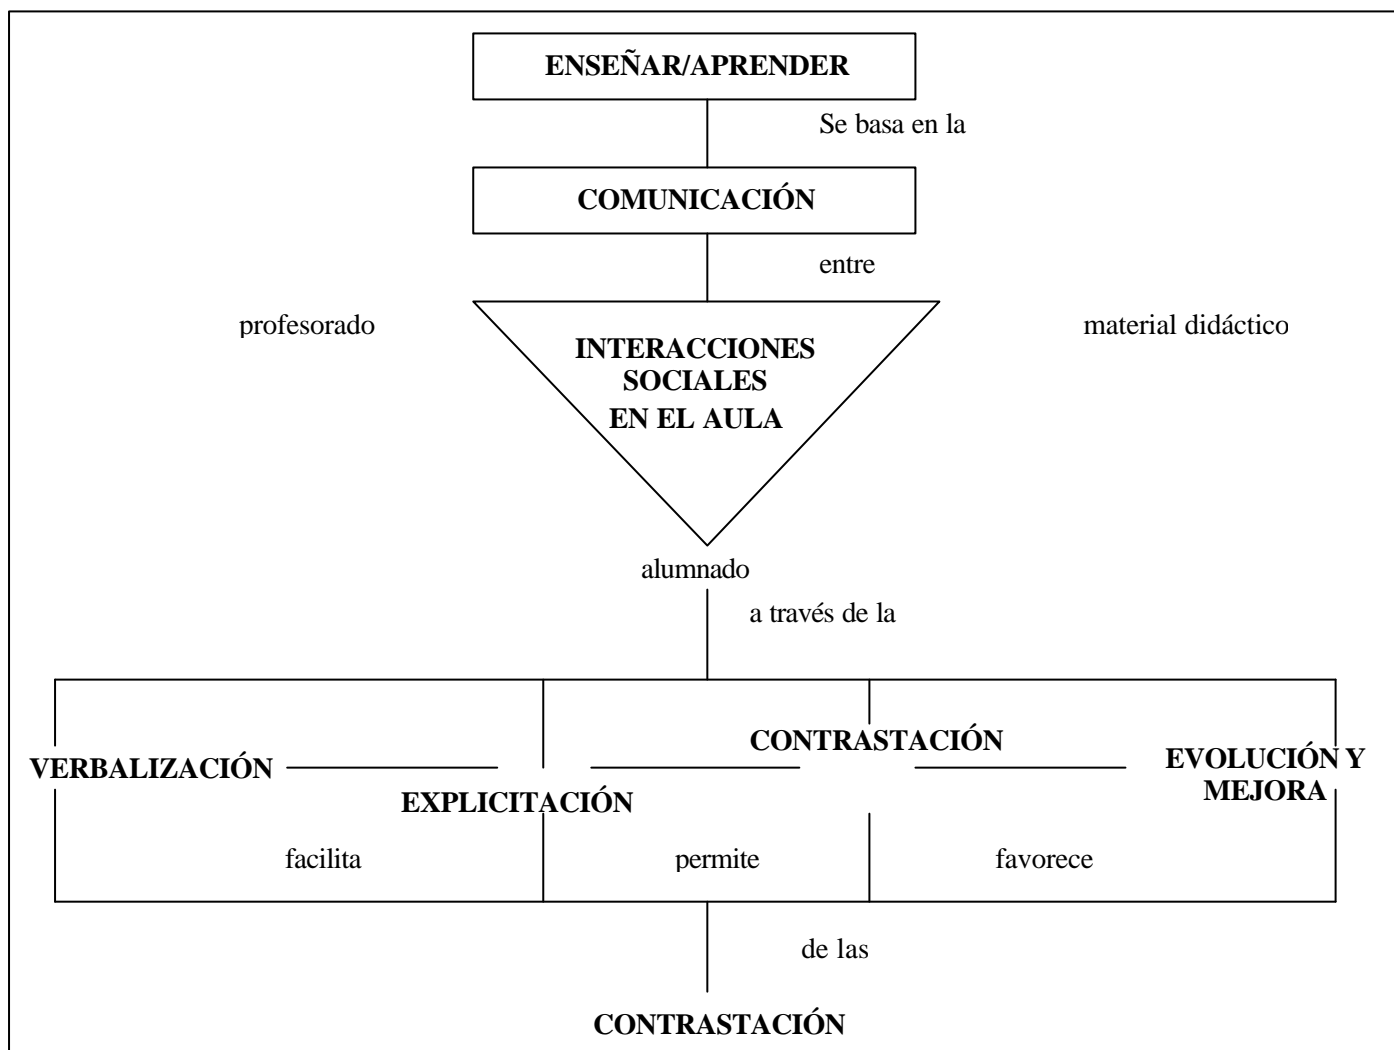 ENSEÑAR/APRENDER
Se basa en la
COMUNICACIÓN
entre
profesorado
material didáctico
INTERACCIONES
SOCIALES
EN EL AULA
alumnado
a través de la
VERBALIZACIÓN
EXPLICITACIÓN
CONTRASTACIÓN
EVOLUCIÓN Y
MEJORA
facilita
permite
favorece
de las
CONTRASTACIÓN